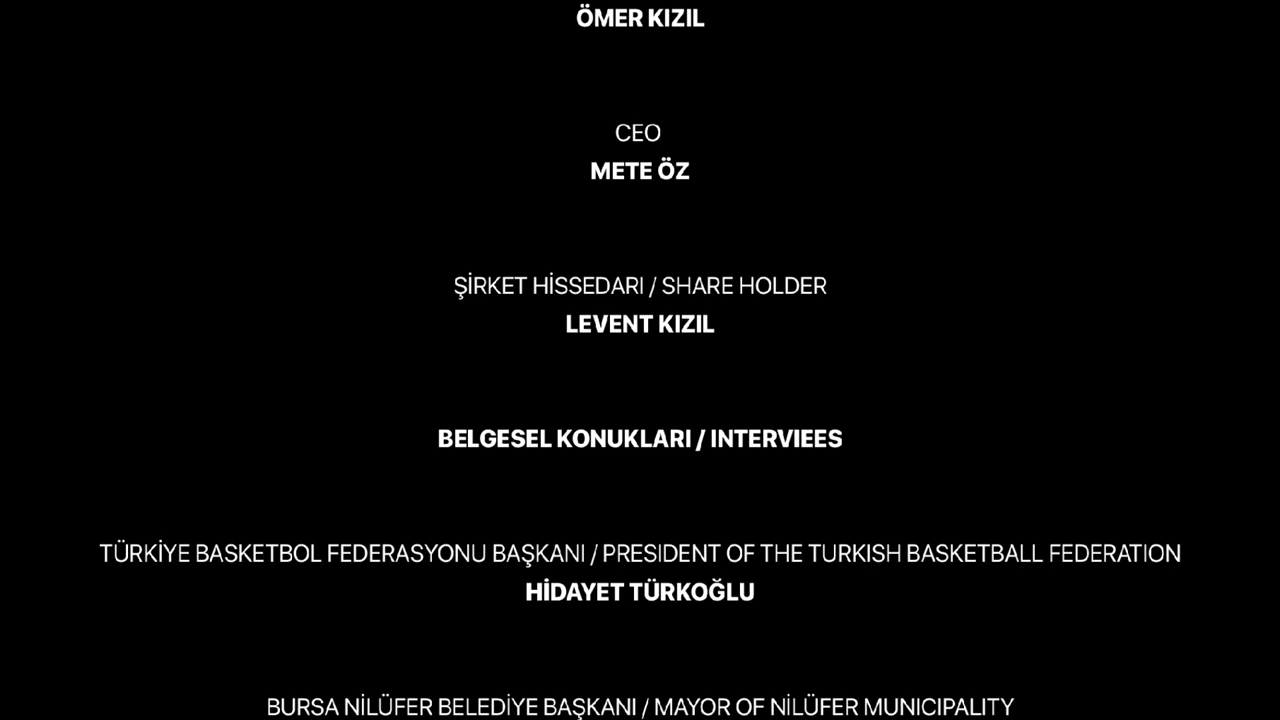 ÖMER KIZIL
CEO
METE ÖZ
ŞİRKET HİSSEDARI / SHARE HOLDER
LEVENT KIZIL
BELGESEL KONUKLARI / INTERVIEES
TÜRKİYE BASKETBOL FEDERASYONU BAŞKANI / PRESIDENT OF THE TURKISH BASKETBALL FEDERATION
HİDAYET TÜRKOĞLU
BURSA NİLÜFER BELEDİYE BAŞKANI / MAYOR OF NİLÜFER MUNICIPALITY